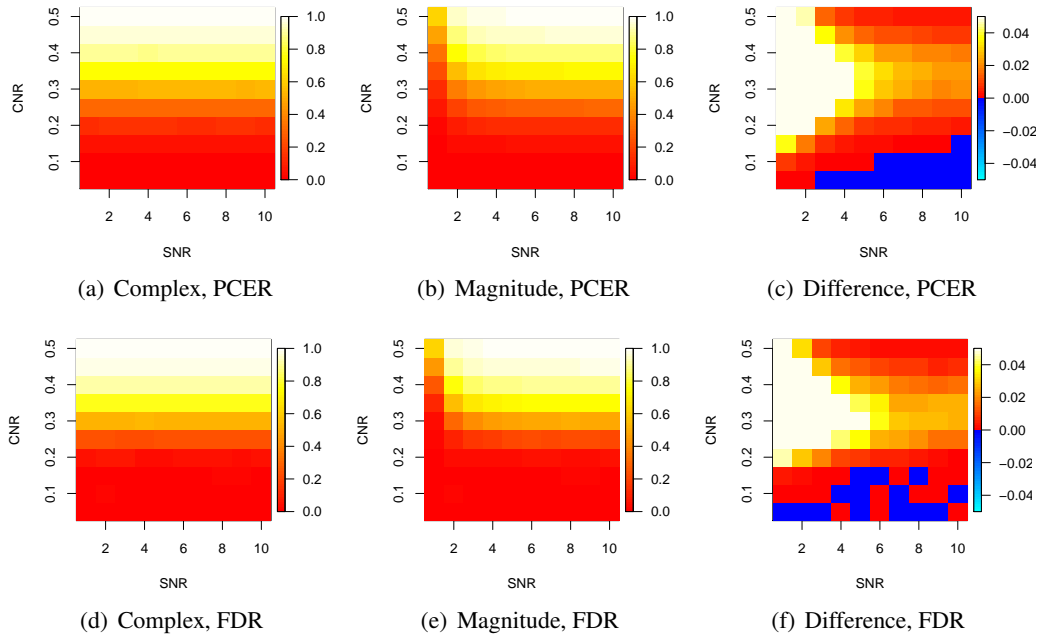 CNR
0.5
0.4
0.3
0.2
0.1
2 4 6 8 10
SNR
1.0
0.8
0.6
0.4
0.2
0.0
(a) Complex, PCER
CNR
0.5
0.4
0.3
0.2
0.1
2 4 6 8 10
SNR
1.0
0.8
0.6
0.4
0.2
0.0
(b) Magnitude, PCER
CNR
0.5
0.4
0.3
0.2
0.1
2 4 6 8 10
SNR
0.04
0.02
0.00
−0.02
−0.04
(c) Difference, PCER
CNR
0.5
0.4
0.3
0.2
0.1
2 4 6 8 10
SNR
1.0
0.8
0.6
0.4
0.2
0.0
(d) Complex, FDR
CNR
0.5
0.4
0.3
0.2
0.1
2 4 6 8 10
SNR
1.0
0.8
0.6
0.4
0.2
0.0
(e) Magnitude, FDR
CNR
0.5
0.4
0.3
0.2
0.1
2 4 6 8 10
SNR
0.04
0.02
0.00
−0.02
−0.04
(f) Difference, FDR